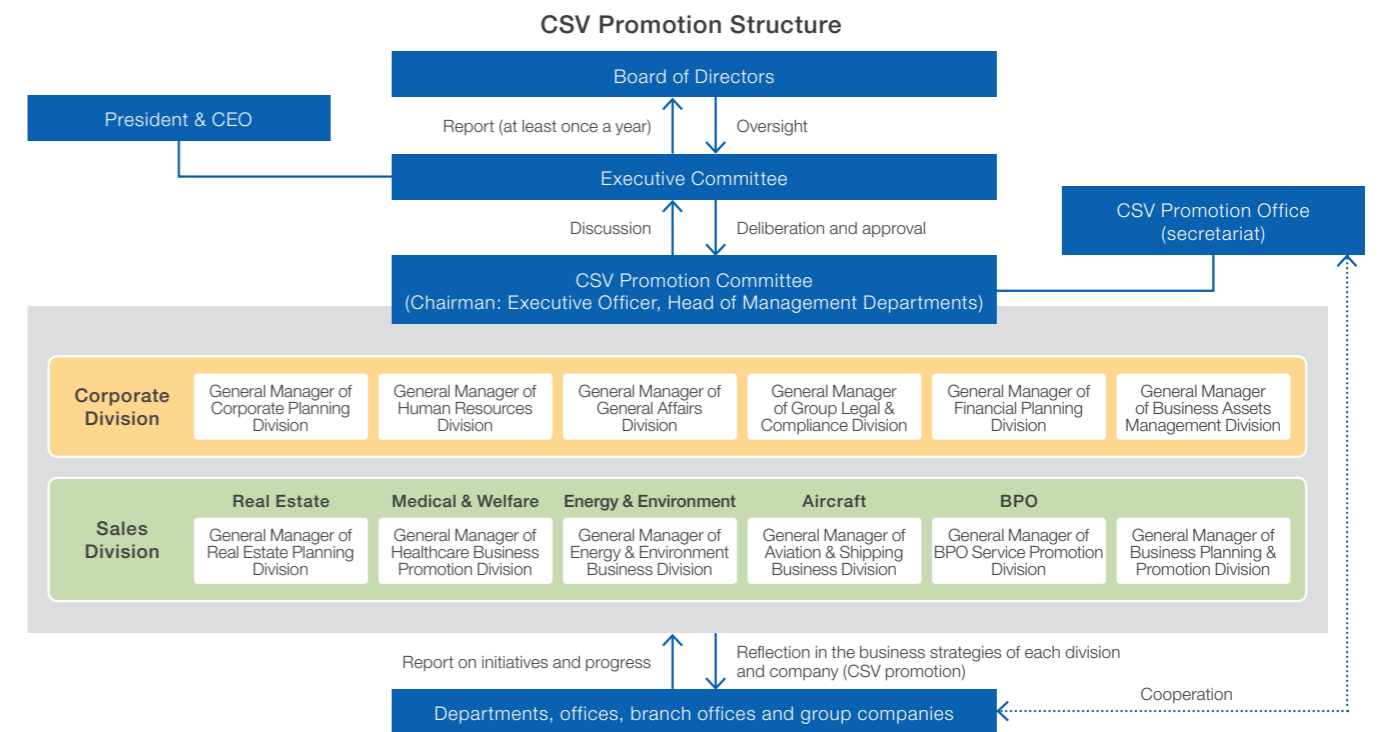 CSV Promotion Structure
Board of Directors
President & CEO
Report (at least once a year)
Oversight
Executive Committee
CSV Promotion Office
(secretariat)
Discussion
Deliberation and approval
CSV Promotion Committee
(Chairman: Executive Officer, Head of Management Departments)
Corporate
Division
General Manager of
Corporate Planning
Division
General Manager of
Human Resources
Division
General Manager of
General Affairs
Division
General Manager
of Group Legal &
Compliance Division
General Manager of
Financial Planning
Division
General Manager
of Business Assets
Management Division
Sales
Division
Real Estate
General Manager of
Real Estate Planning
Division
Medical & Welfare
General Manager of
Healthcare Business
Promotion Division
Energy & Environment
General Manager of
Energy & Environment
Business Division
Aircraft
General Manager of
Aviation & Shipping
Business Division
BPO
General Manager of
BPO Service Promotion
Division
General Manager of
Business Planning &
Promotion Division
Report on initiatives and progress
Reflection in the business strategies of each division
and company (CSV promotion)
Cooperation
Departments, offices, branch offices and group companies